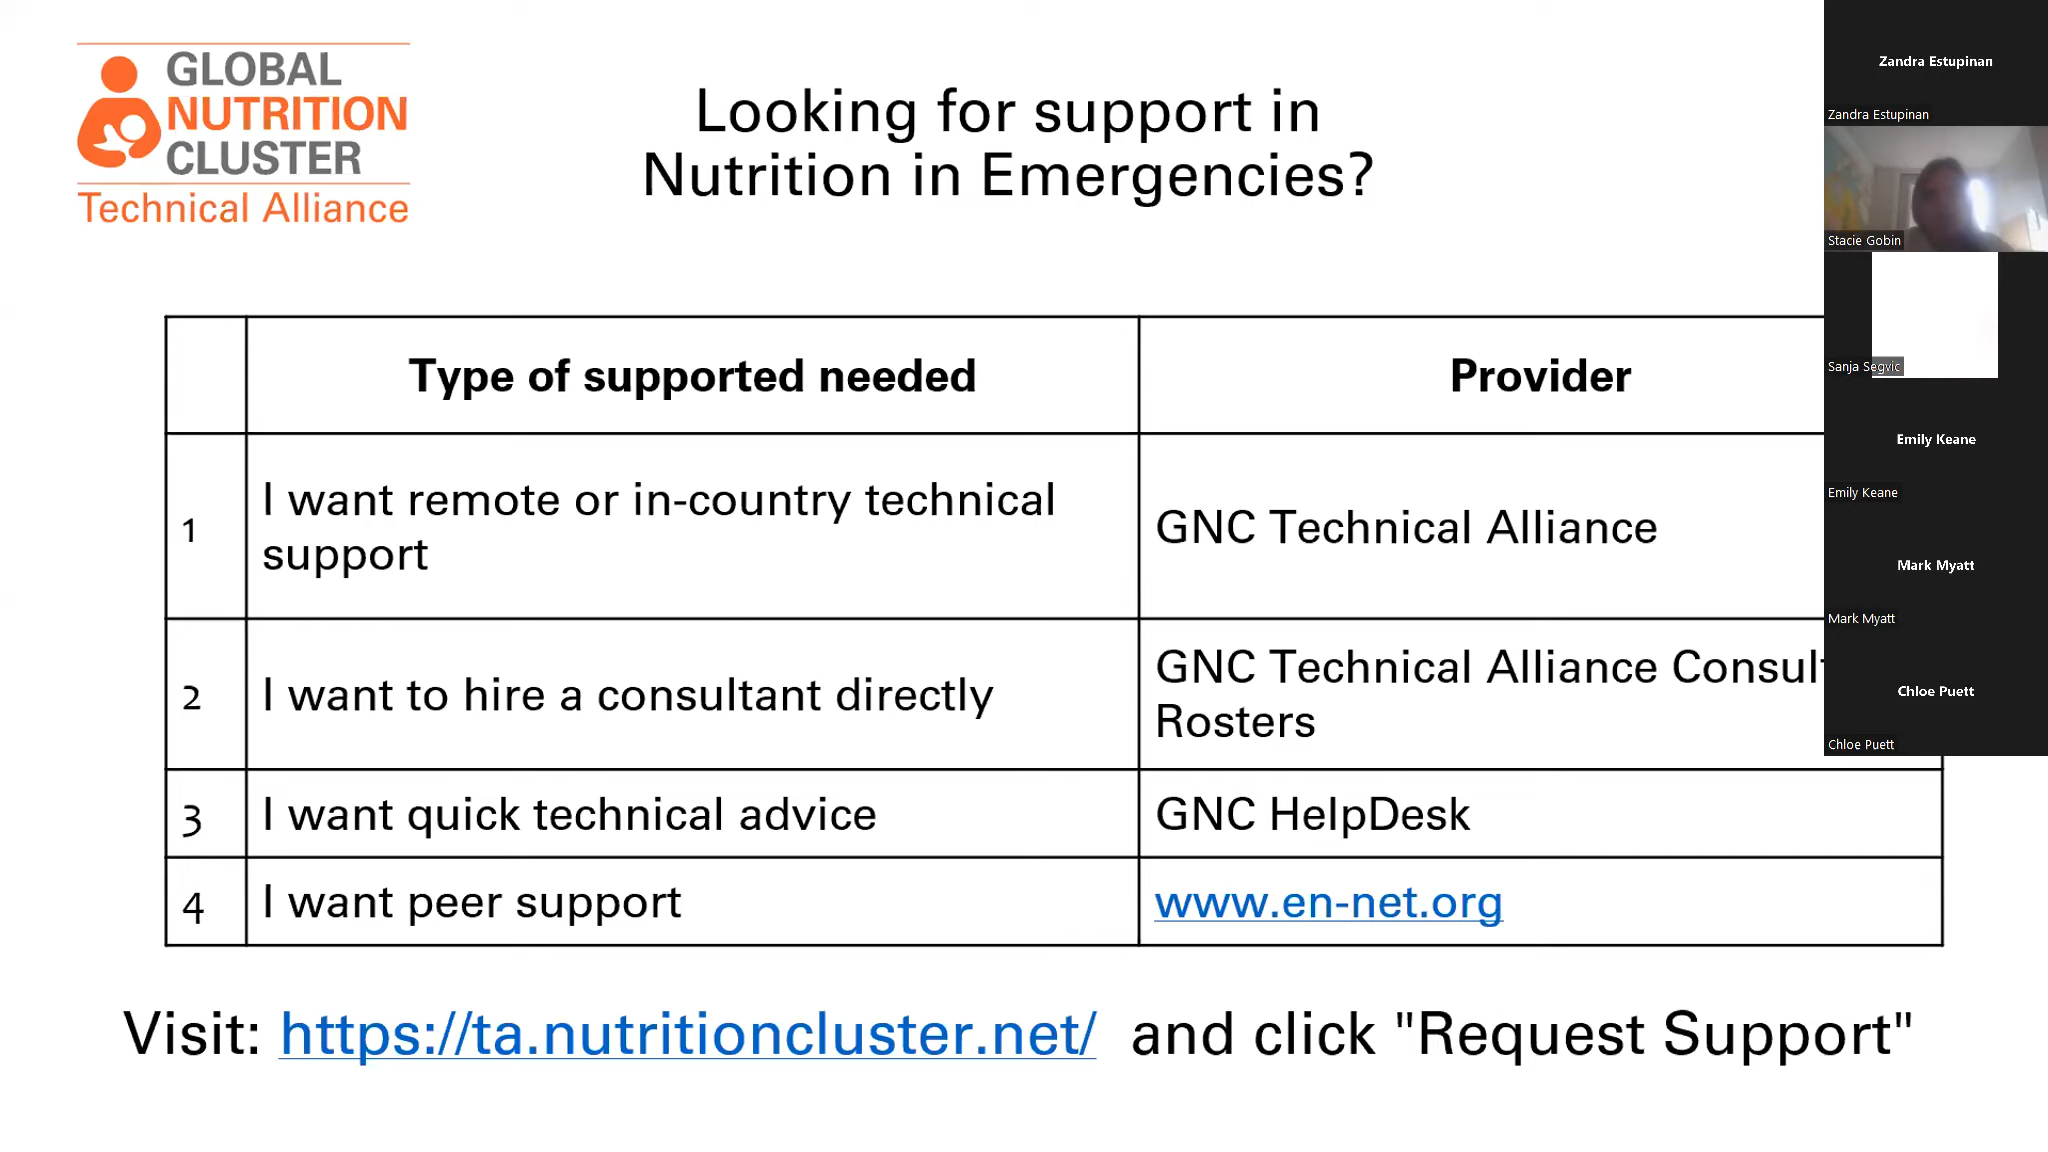 GLOBAL
NUTRITION
CLUSTER
Technical Alliance
Looking for support in
Nutrition in Emergencies?
Type of supported needed
Provider
1
I want remote or in-country technical
support
GNC Technical Alliance
2
I want to hire a consultant directly
GNC Technical Alliance
Rosters
3
I want quick technical advice
GNC HelpDesk
4
I want peer support
www.en-net.org
Visit: https://ta.nutritioncluster.net/ and click "Request Support"
Zandra Estupinan
Zandra Estupinan
Stacie Gobin
Sanja Segvic
Emily Keane
Emily Keane
Mark Myatt
Mark Myatt
Chloe Puett
Chloe Puett